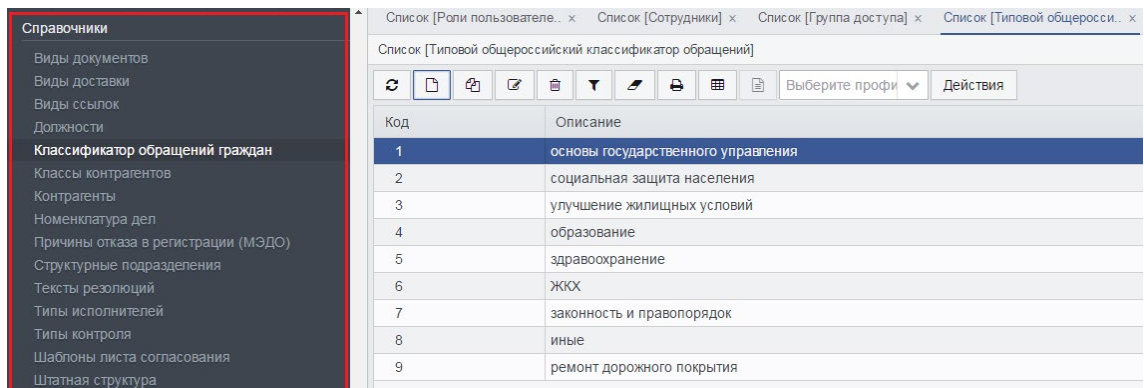 Справочники
Виды документов
Виды доставки
Виды ссылок
Должности
Классификатор обращений граждан
Классы контрагентов
Контрагенты
Номенклатура дел
Причины отказа в регистрации (МЭДО)
Структурные подразделения
Тексты резолюций
Типы исполнителей
Типы контроля
Шаблоны листа согласования
Штатная структура
Список [Роли пользователе.. × Список [Сотрудники] × Список [Группа доступа] × Список [Типовой общеросси.. ×
Список [Типовой общероссийский классификатор обращений]
Выберите профи Действия
Код Описание
1 основы государственного управления
2 социальная защита населения
3 улучшение жилищных условий
4 образование
5 здравоохранение
6 ЖКХ
7 законность и правопорядок
8 иные
9 ремонт дорожного покрытия